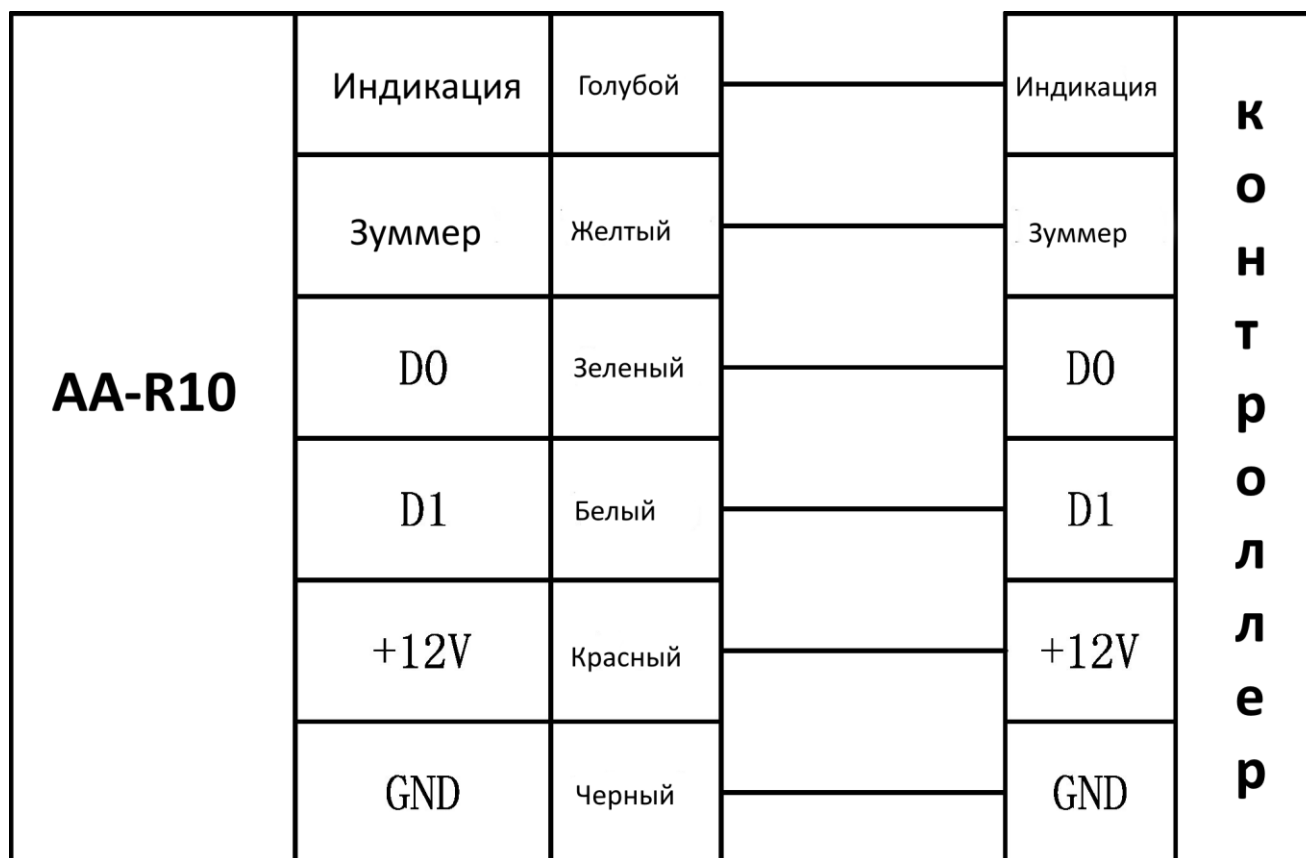 AA-R10
Индикация Голубой Индикация
Зуммер Желтый Зуммер
D0 Зеленый D0
D1 Белый D1
+12V Красный +12V
GND Черный GND
контроллер